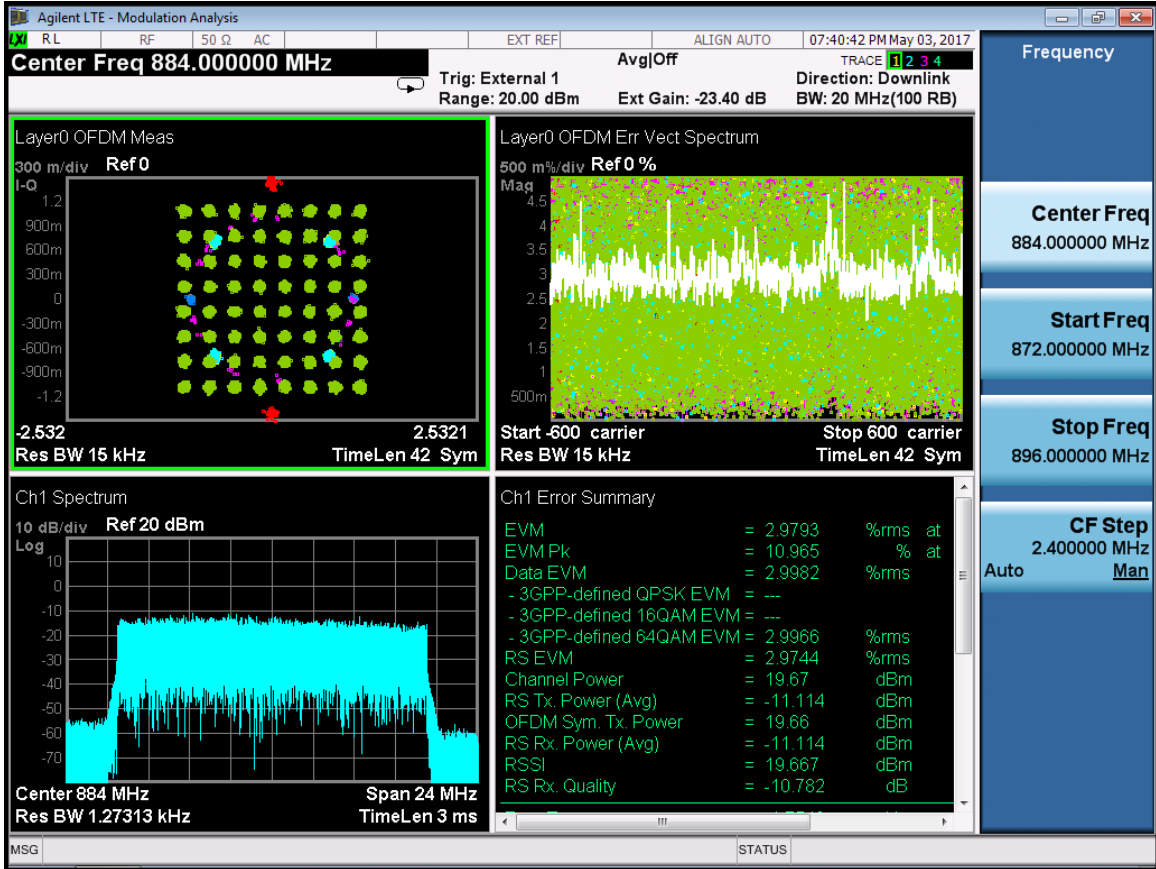 Agilent LTE - Modulation Analysis
LXI RL RF 50 Ω AC EXT REF ALIGN AUTO 07:40:42 PM May 03, 2017
Center Freq 884.000000 MHz
Avg|Off
TRACE 1 2 3 4
Trig: External 1
Direction: Downlink
Range: 20.00 dBm Ext Gain: -23.40 dB BW: 20 MHz(100 RB)
Layer0 OFDM Meas
300 m/div Ref 0
I-Q
1.2
900m
600m
300m
0
-300m
-600m
-900m
-1.2
-2.532 2.5321
Res BW 15 kHz TimeLen 42 Sym
Layer0 OFDM Err Vect Spectrum
500 m%/div Ref 0 %
Mag
4.5
4
3.5
3
2.5
2
1.5
1
500m
Start -600 carrier Stop 600 carrier
Res BW 15 kHz TimeLen 42 Sym
Ch1 Spectrum
10 dB/div Ref 20 dBm
Log
10
0
-10
-20
-30
-40
-50
-60
-70
Center 884 MHz Span 24 MHz
Res BW 1.27313 kHz TimeLen 3 ms
Ch1 Error Summary
EVM = 2.9793 %rms at
EVM Pk = 10.965 % at
Data EVM = 2.9982 %rms
- 3GPP-defined QPSK EVM = ---
- 3GPP-defined 16QAM EVM = ---
- 3GPP-defined 64QAM EVM = 2.9966 %rms
RS EVM = 2.9744 %rms
Channel Power = 19.67 dBm
RS Tx. Power (Avg) = -11.114 dBm
OFDM Sym. Tx. Power = 19.66 dBm
RS Rx. Power (Avg) = -11.114 dBm
RSSI = 19.667 dBm
RS Rx. Quality = -10.782 dB
Frequency
Center Freq
884.000000 MHz
Start Freq
872.000000 MHz
Stop Freq
896.000000 MHz
CF Step
2.400000 MHz
Auto Man
MSG STATUS